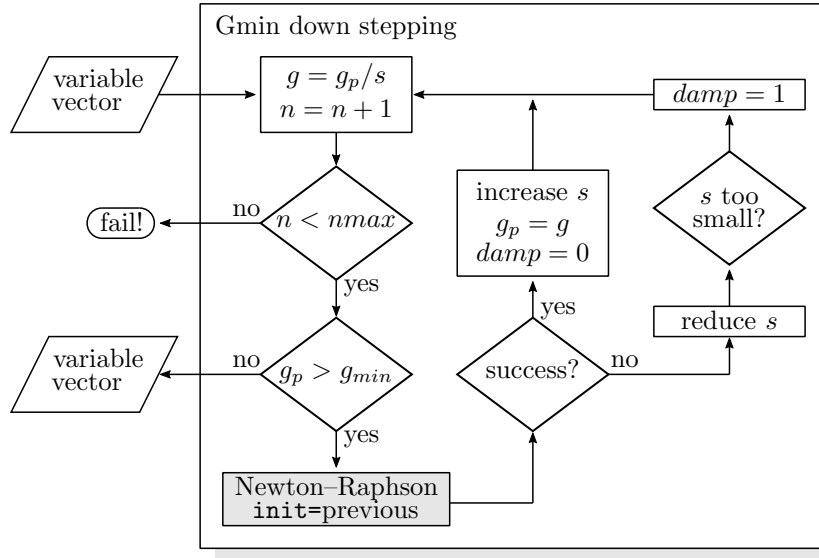 Gmin down stepping
variable
vector
g = g_p/s
n = n + 1
damp = 1
n < nmax
no
fail!
yes
increase s
g_p = g
damp = 0
s too
small?
variable
vector
no
g_p > g_min
yes
yes
success?
no
reduce s
Newton–Raphson
init=previous